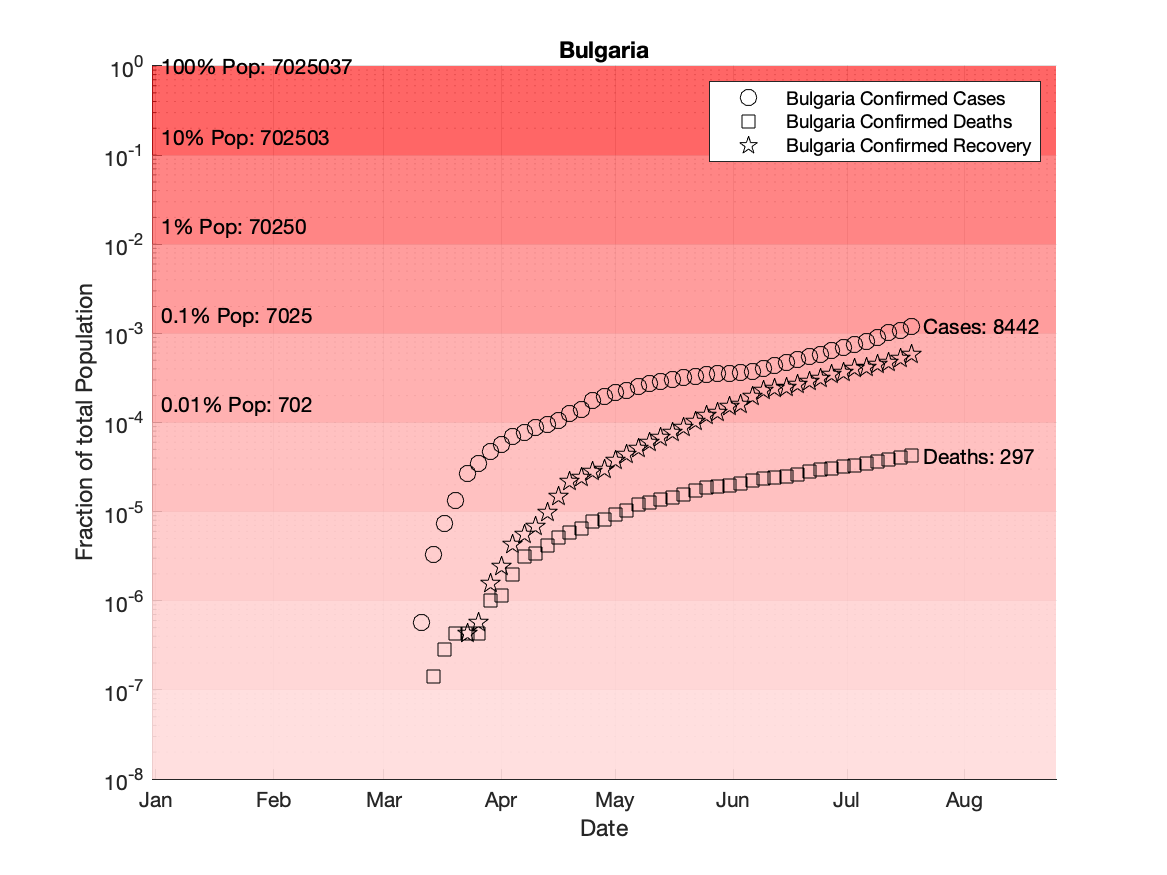 Bulgaria
10^0
100% Pop: 7025037
Bulgaria Confirmed Cases
Bulgaria Confirmed Deaths
Bulgaria Confirmed Recovery
10% Pop: 702503
10^-1
1% Pop: 70250
10^-2
0.1% Pop: 7025
10^-3
Cases: 8442
0.01% Pop: 702
10^-4
Deaths: 297
10^-5
10^-6
10^-7
10^-8
Fraction of total Population
Jan Feb Mar Apr May Jun Jul Aug
Date